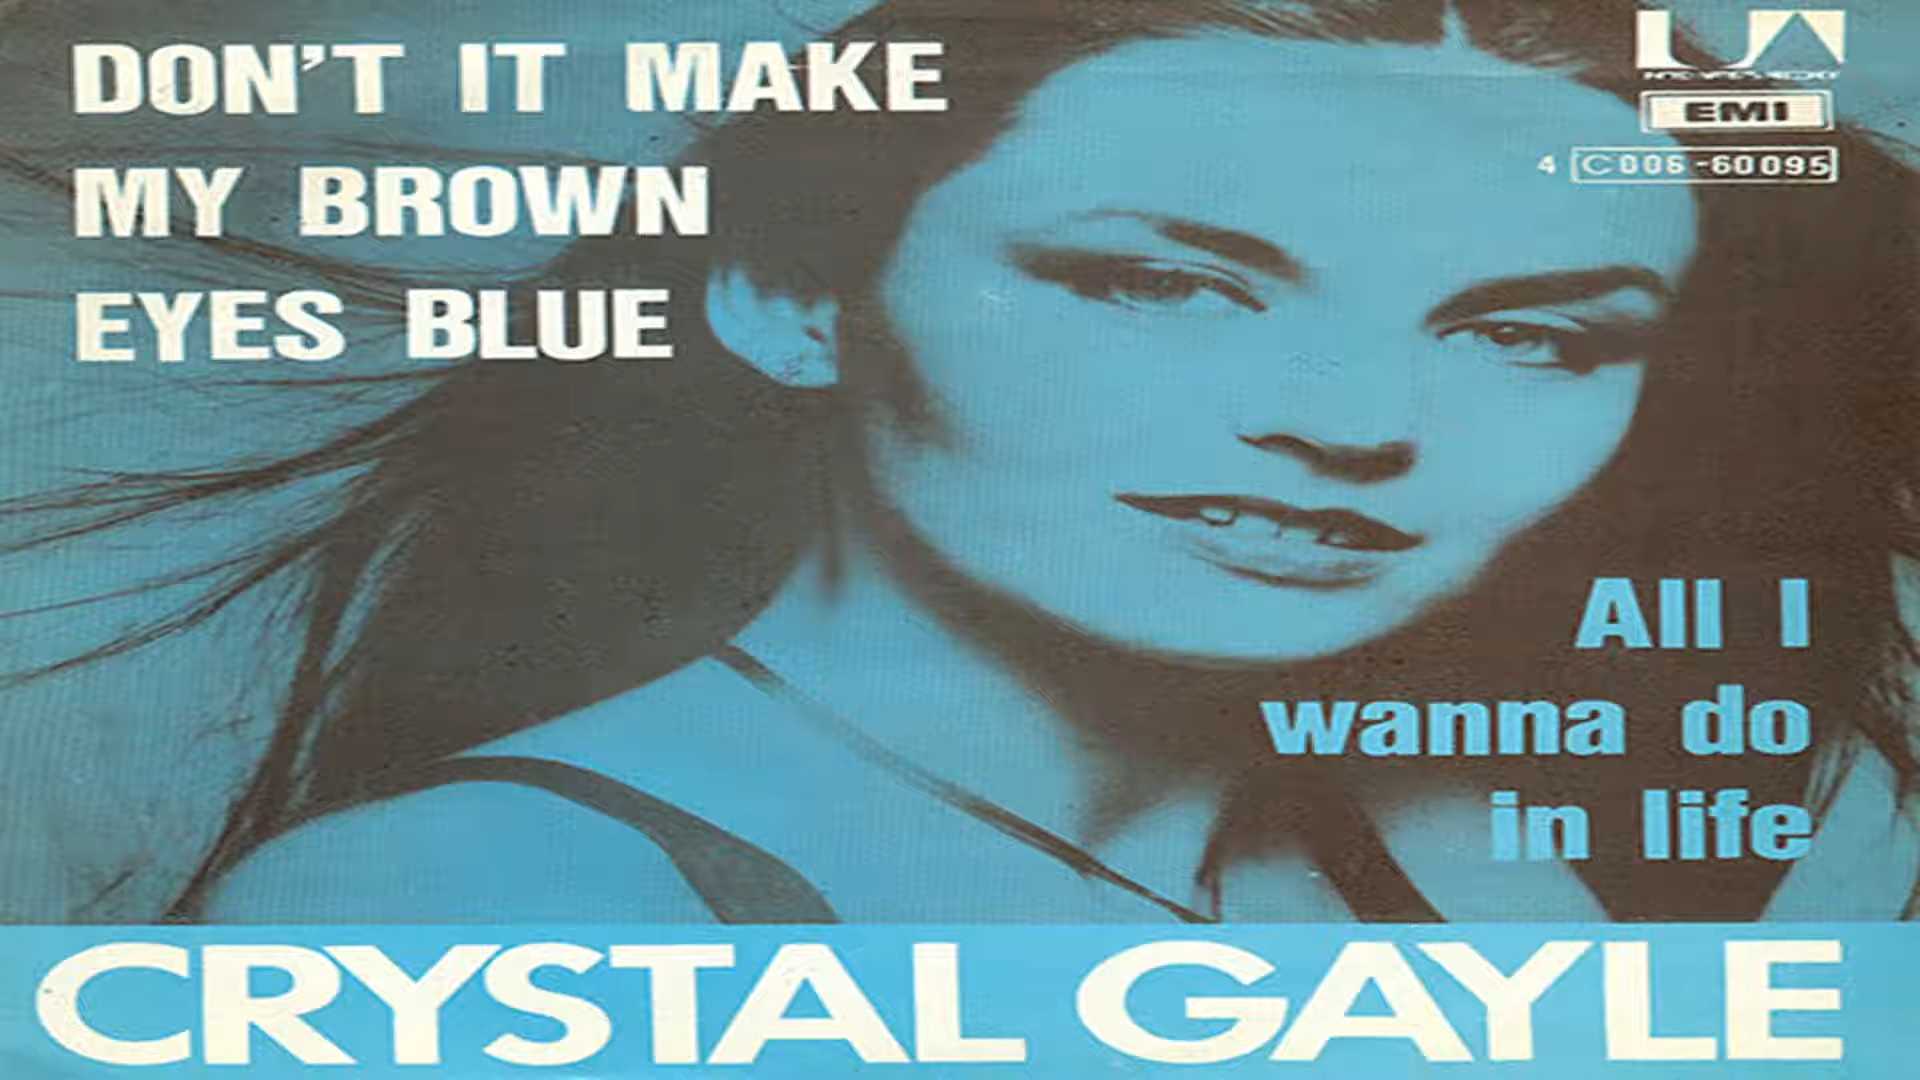 DON'T IT MAKE
MY BROWN
EYES BLUE
UA
EMI
4 C006-60095
All I
wanna do
in life
CRYSTAL GAYLE